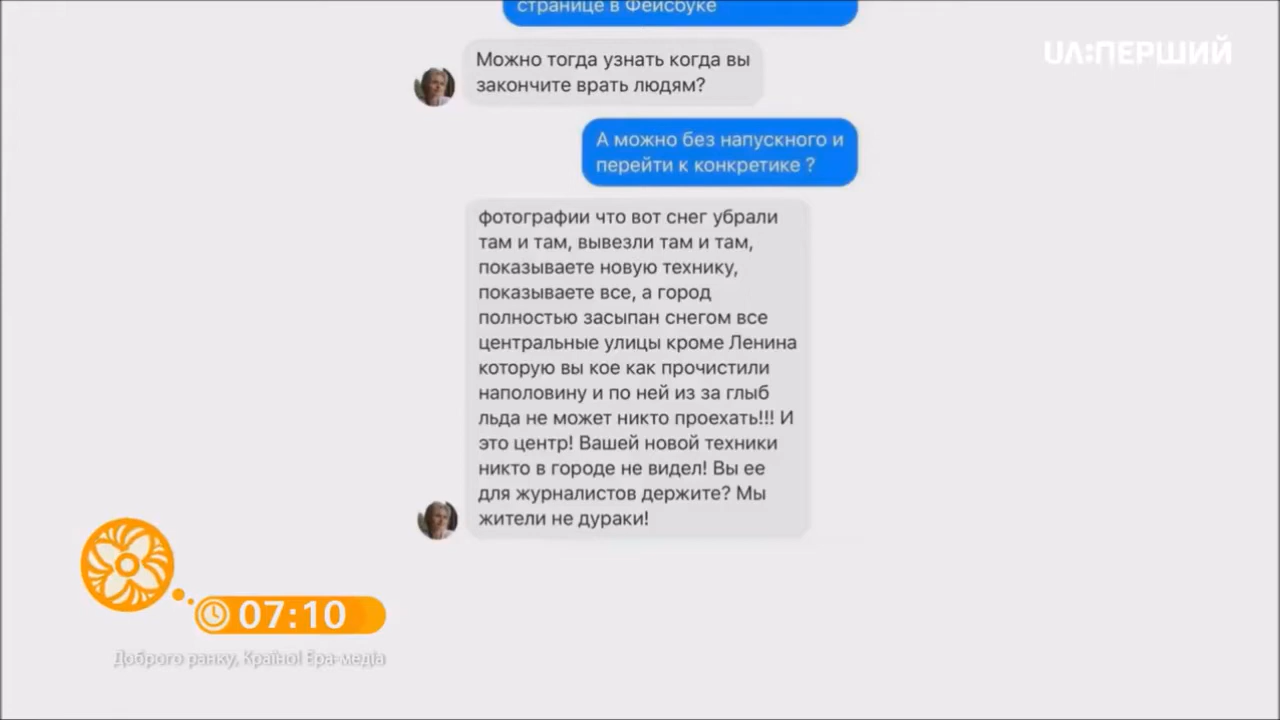 странице в Фейсбуке
UA:ПЕРШИЙ
Можно тогда узнать когда вы
закончите врать людям?
А можно без напускного и
перейти к конкретике ?
фотографии что вот снег убрали
там и там, вывезли там и там,
показываете новую технику,
показываете все, а город
полностью засыпан снегом все
центральные улицы кроме Ленина
которую вы кое как прочистили
наполовину и по ней из за глыб
льда не может никто проехать!!! И
это центр! Вашей новой техники
никто в городе не видел! Вы ее
для журналистов держите? Мы
жители не дураки!
07:10
Доброго ранку, Країно! Ера-медіа